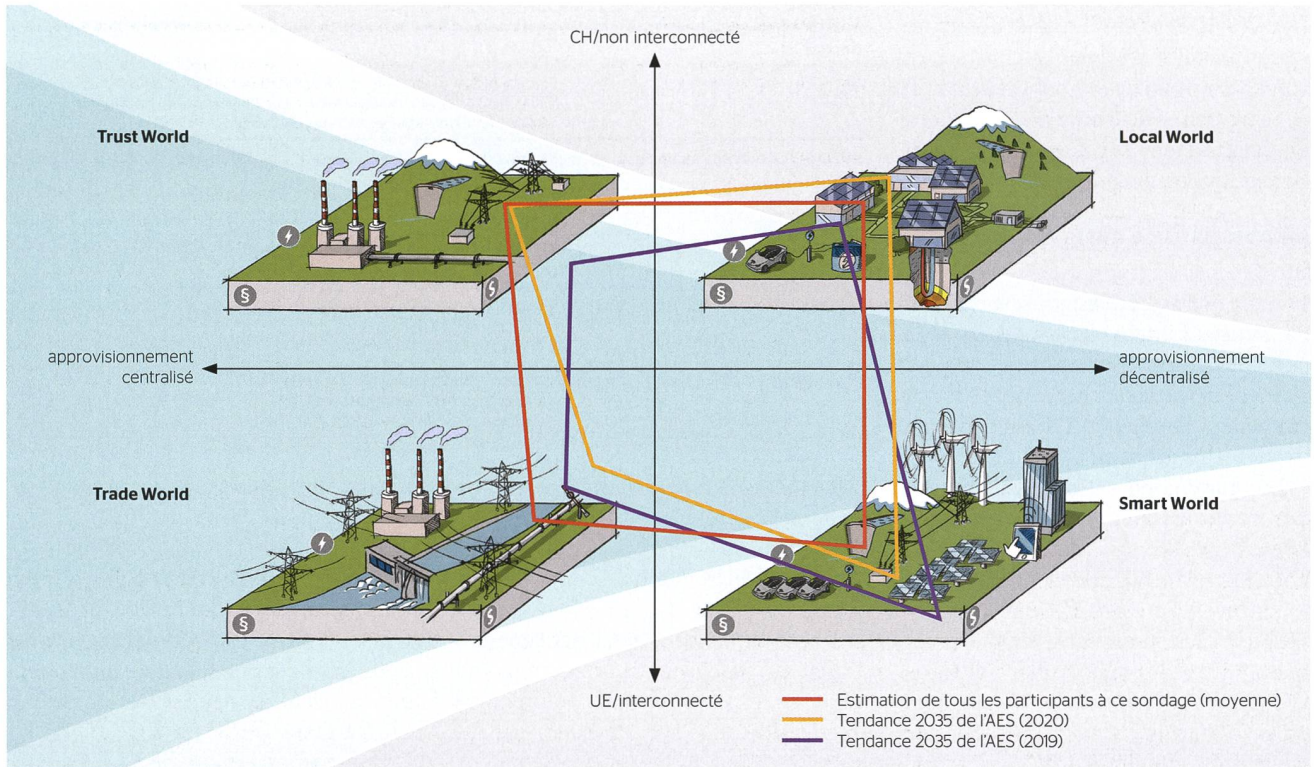 CH/non interconnecté
Trust World
Local World
§
§
approvisionnement
centralisé
approvisionnement
décentralisé
Trade World
Smart World
§
§
UE/interconnecté
Estimation de tous les participants à ce sondage (moyenne)
Tendance 2035 de l'AES (2020)
Tendance 2035 de l'AES (2019)